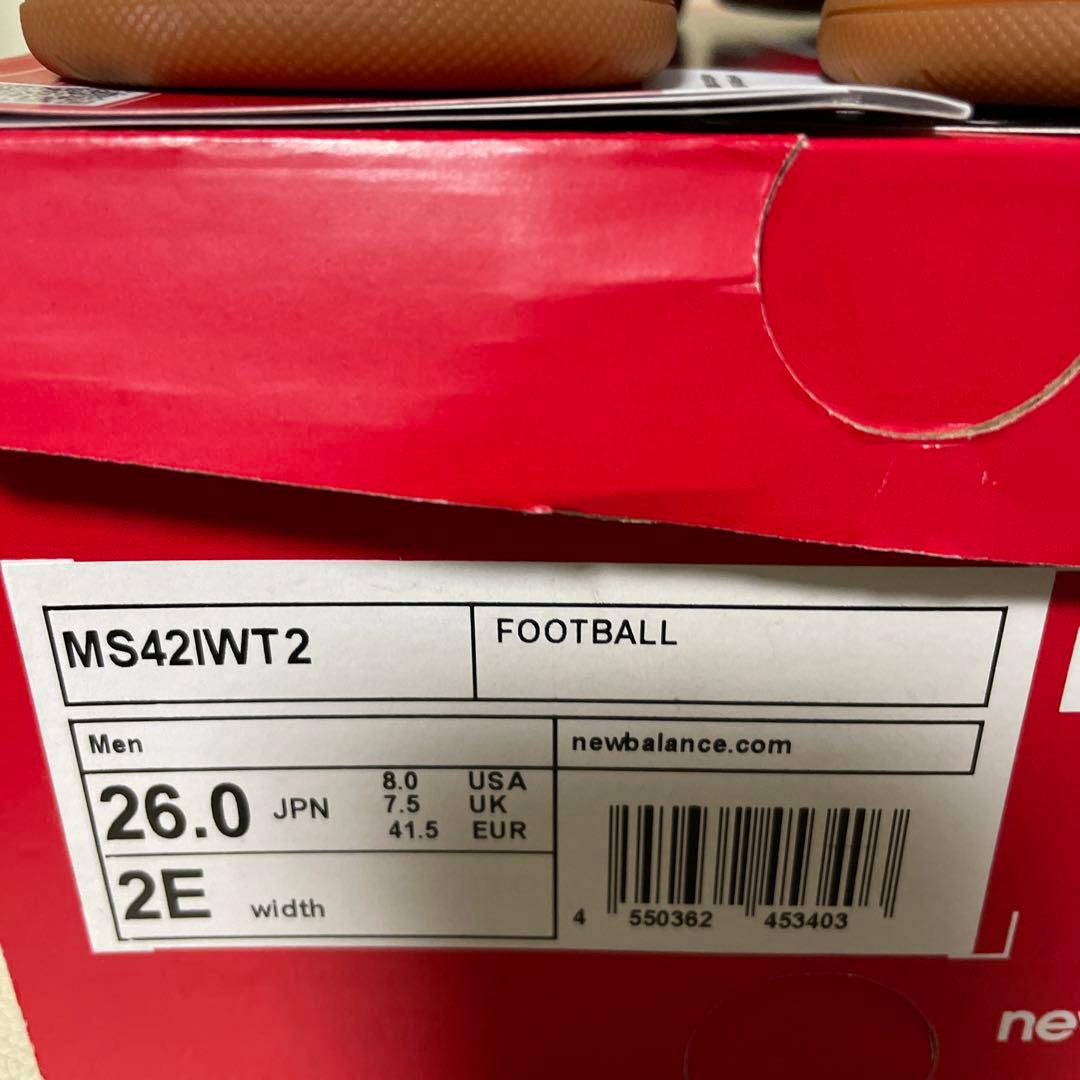 MS42IWT2
FOOTBALL
Men
newbalance.com
26.0 JPN
8.0 USA
7.5 UK
41.5 EUR
2E width
4 550362 453403
ne